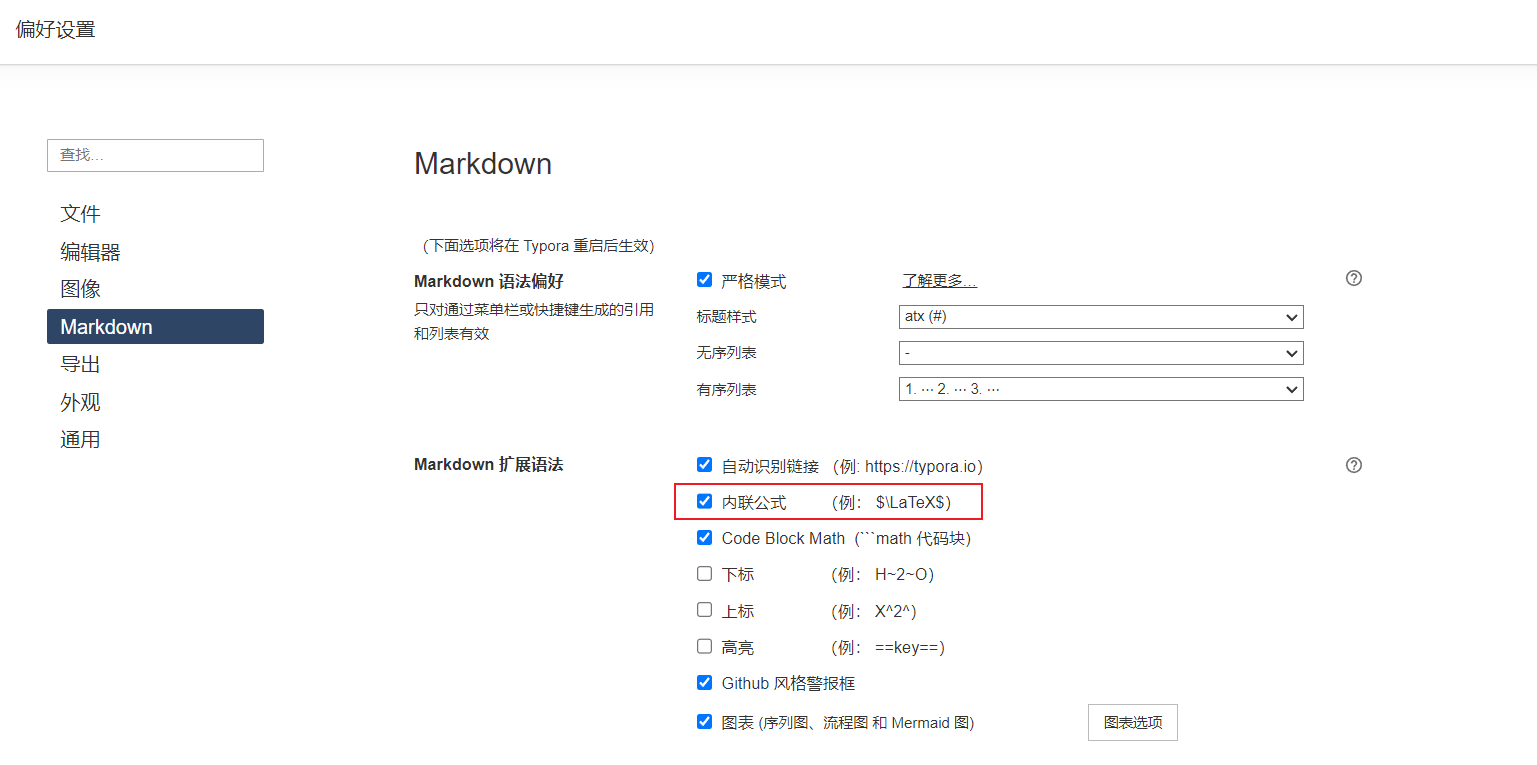 偏好设置
查找...
文件
编辑器
图像
Markdown
导出
外观
通用
Markdown
(下面选项将在 Typora 重启后生效)
Markdown 语法偏好
只对通过菜单栏或快捷键生成的引用
和列表有效
严格模式 了解更多...
标题样式 atx (#)
无序列表 -
有序列表 1. ··· 2. ··· 3. ···
Markdown 扩展语法
自动识别链接 (例: https://typora.io)
内联公式 (例: $\LaTeX$)
Code Block Math (```math 代码块)
下标 (例: H~2~O)
上标 (例: X^2^)
高亮 (例: ==key==)
Github 风格警报框
图表 (序列图、流程图 和 Mermaid 图) 图表选项